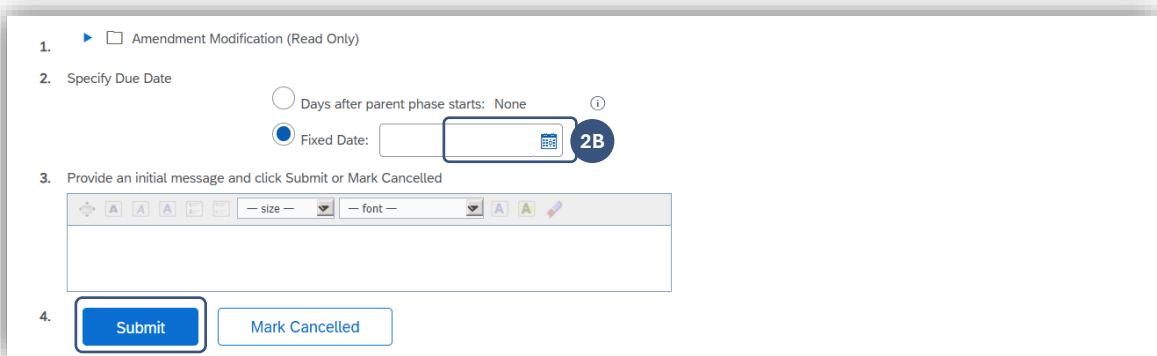 1. Amendment Modification (Read Only)
2. Specify Due Date
Days after parent phase starts: None
Fixed Date:
2B
3. Provide an initial message and click Submit or Mark Cancelled
A A A — size — — font — A A
4. Submit Mark Cancelled